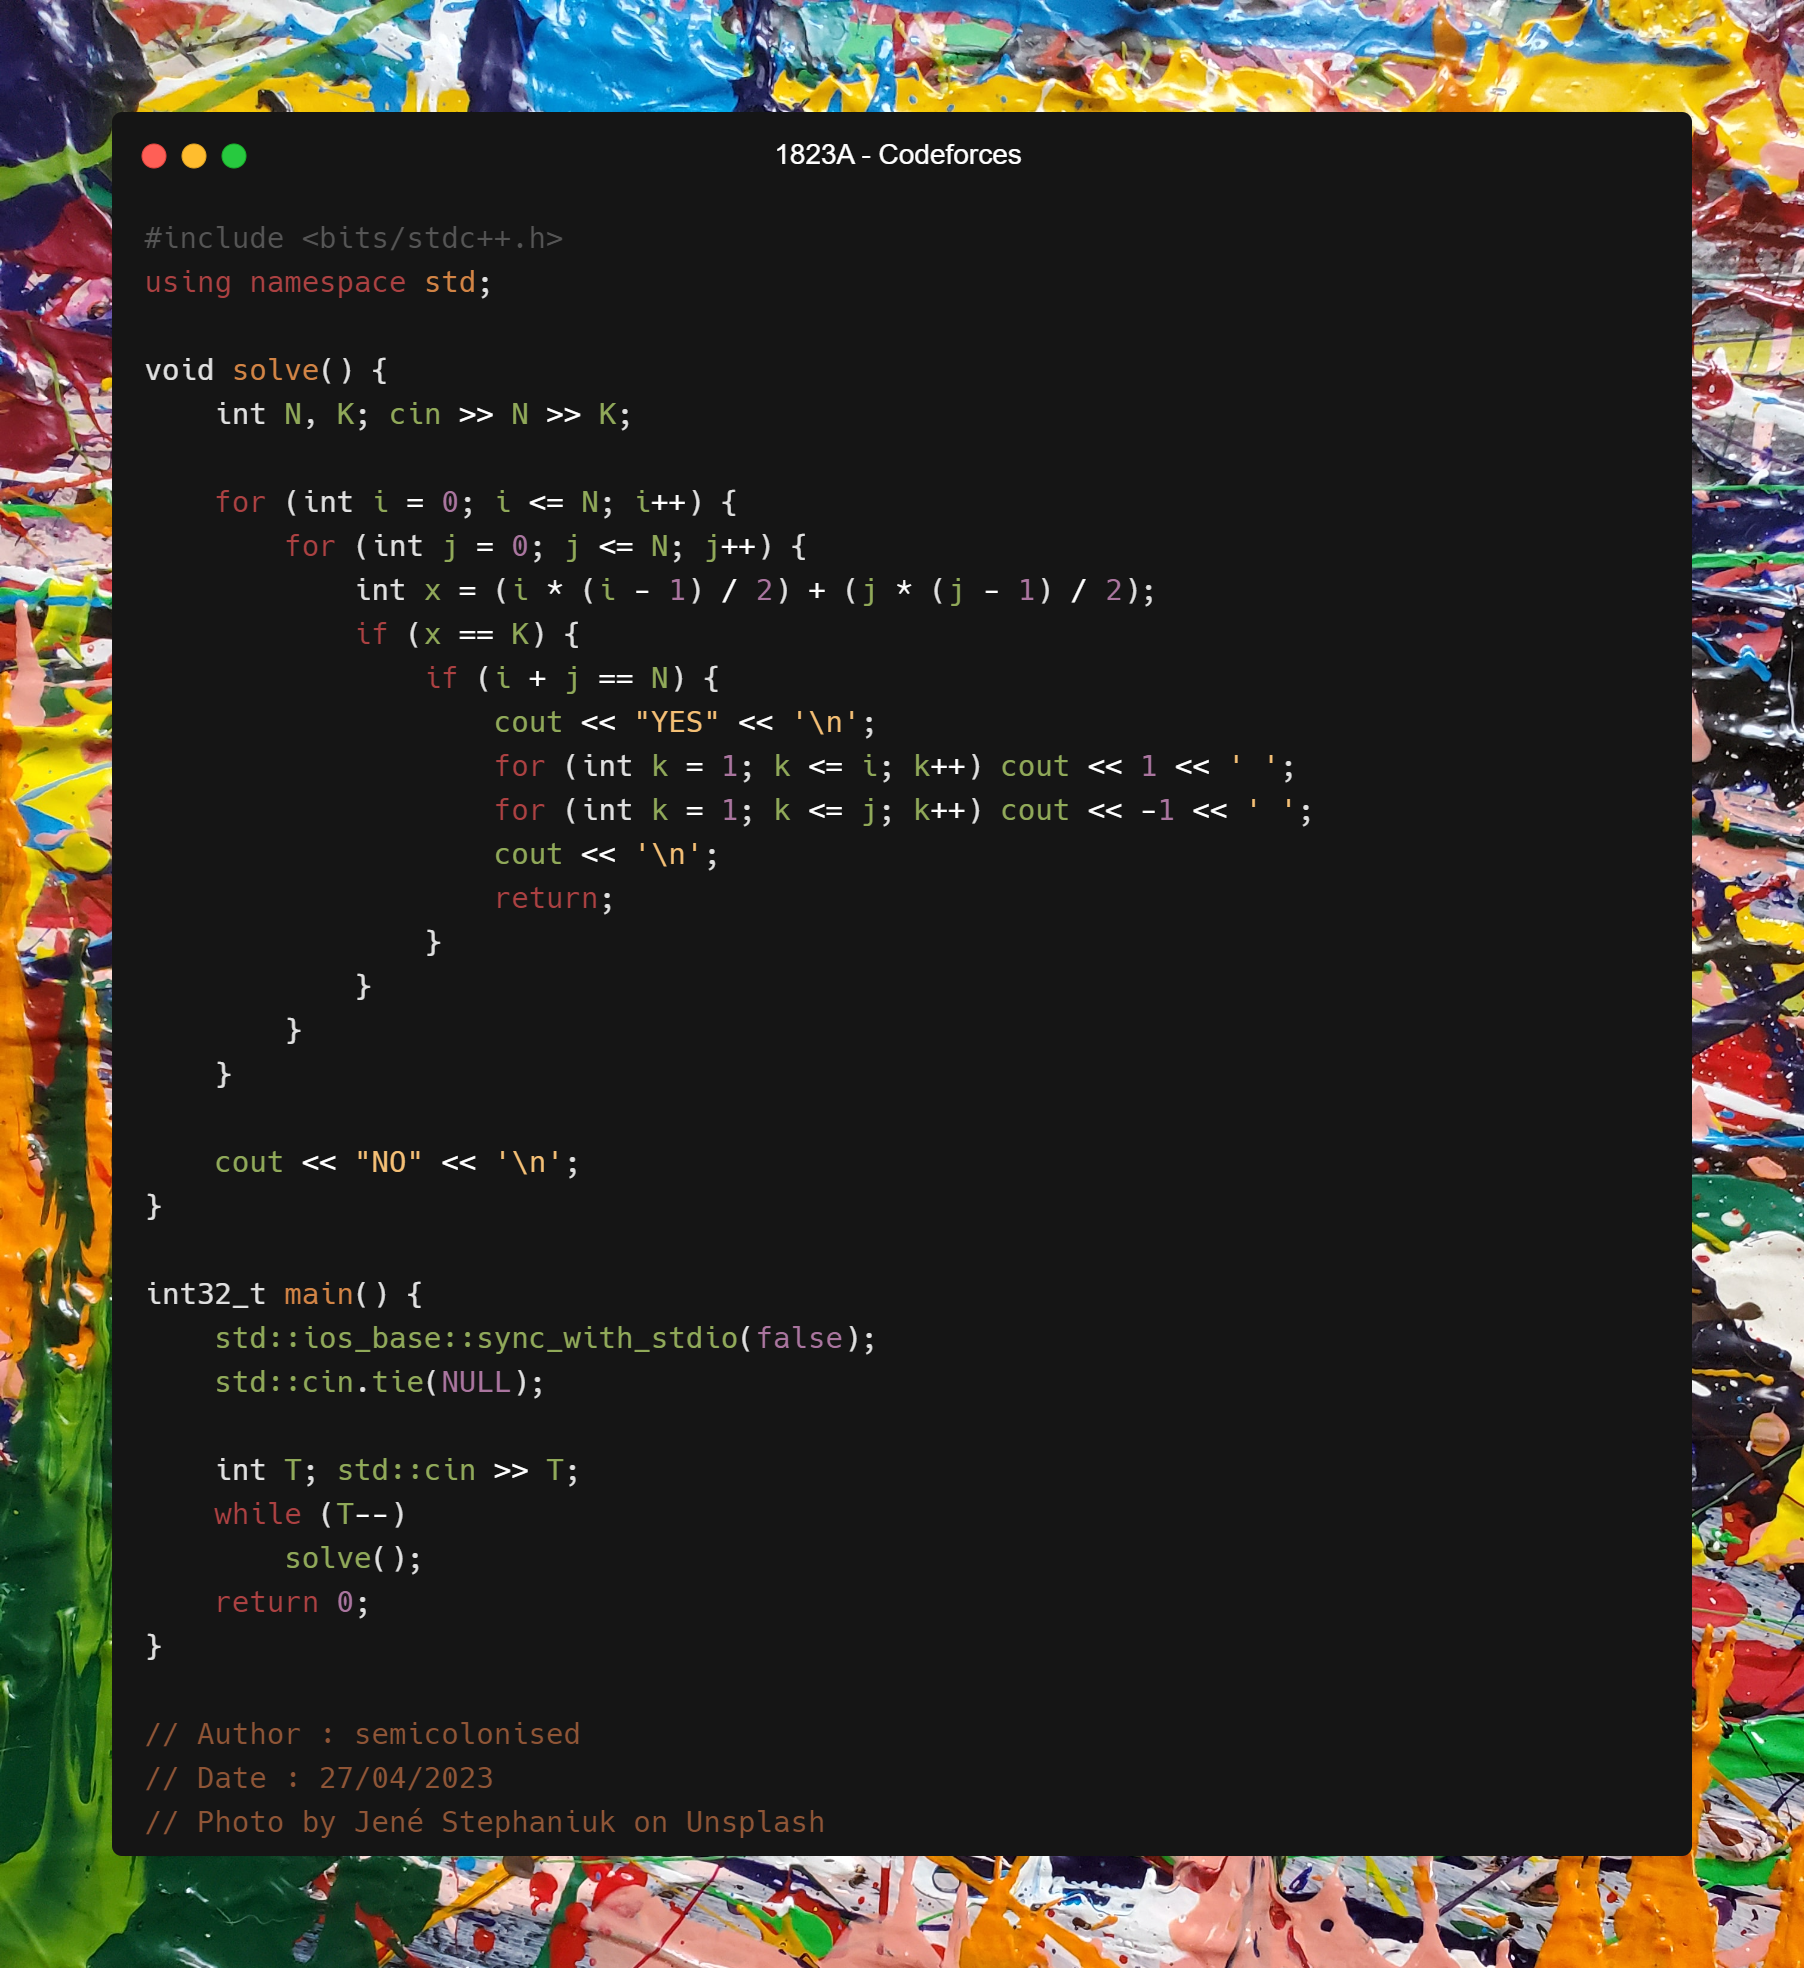 1823A - Codeforces
#include <bits/stdc++.h>
using namespace std;
void solve() {
    int N, K; cin >> N >> K;
    for (int i = 0; i <= N; i++) {
        for (int j = 0; j <= N; j++) {
            int x = (i * (i - 1) / 2) + (j * (j - 1) / 2);
            if (x == K) {
                if (i + j == N) {
                    cout << "YES" << '\n';
                    for (int k = 1; k <= i; k++) cout << 1 << ' ';
                    for (int k = 1; k <= j; k++) cout << -1 << ' ';
                    cout << '\n';
                    return;
                }
            }
        }
    }
    cout << "NO" << '\n';
}
int32_t main() {
    std::ios_base::sync_with_stdio(false);
    std::cin.tie(NULL);
    int T; std::cin >> T;
    while (T--)
        solve();
    return 0;
}
// Author : semicolonised
// Date : 27/04/2023
// Photo by Jené Stephaniuk on Unsplash